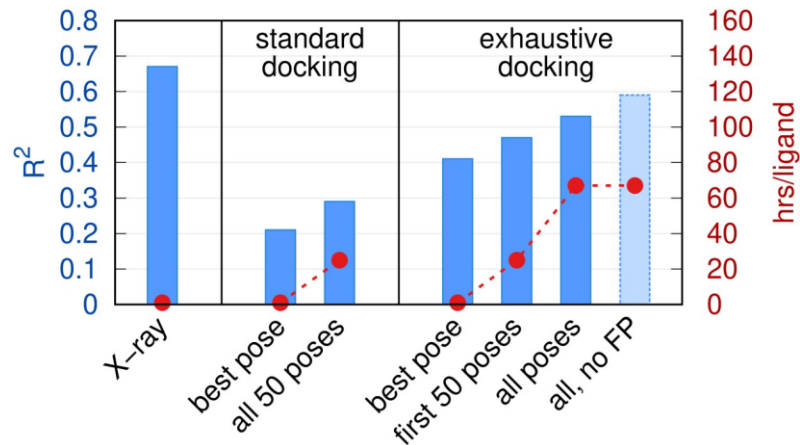 0.8
0.7
0.6
0.5
0.4
0.3
0.2
0.1
0
R²
standard
docking
exhaustive
docking
160
140
120
100
80
60
40
20
0
hrs/ligand
X-ray
best pose
all 50 poses
best pose
first 50 poses
all poses
all, no FP